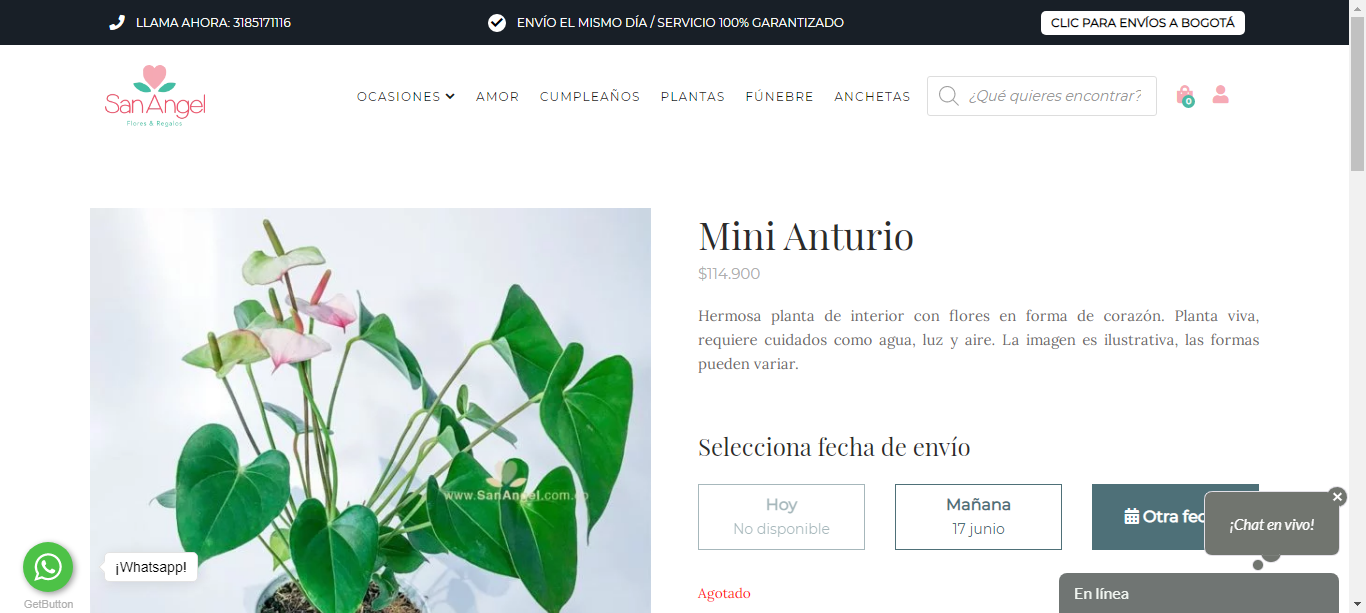 LLAMA AHORA: 3185171116
ENVÍO EL MISMO DÍA / SERVICIO 100% GARANTIZADO
CLIC PARA ENVÍOS A BOGOTÁ
SanAngel
Flores & Regalos
OCASIONES
AMOR
CUMPLEAÑOS
PLANTAS
FÚNEBRE
ANCHETAS
¿Qué quieres encontrar?
0
Mini Anturio
$114.900
Hermosa planta de interior con flores en forma de corazón. Planta viva,
requiere cuidados como agua, luz y aire. La imagen es ilustrativa, las formas
pueden variar.
www.SanAngel.com.co
Selecciona fecha de envío
Hoy
No disponible
Mañana
17 junio
Otra fec
¡Chat en vivo!
¡Whatsapp!
GetButton
Agotado
En línea